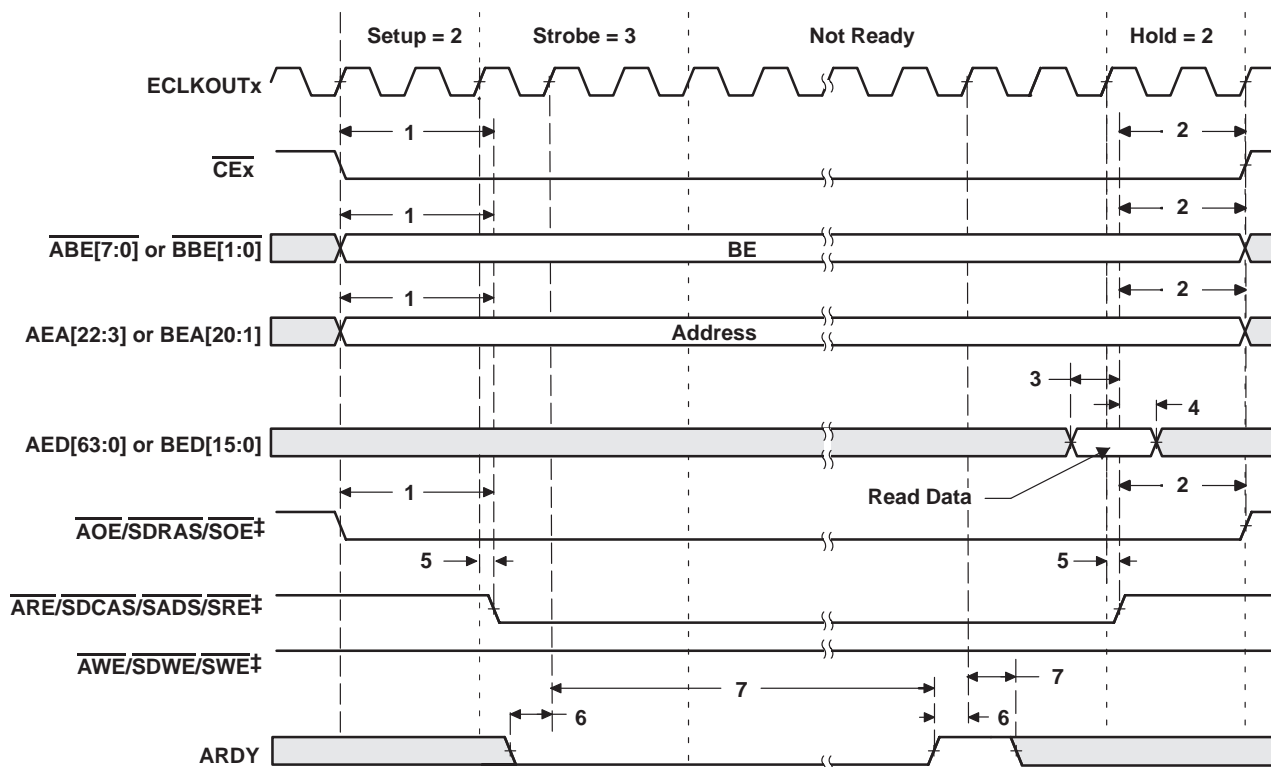 Setup = 2 Strobe = 3 Not Ready Hold = 2
ECLKOUTx
1 2
CEx
1 2
ABE[7:0] or BBE[1:0] BE
1 2
AEA[22:3] or BEA[20:1] Address
3
4
AED[63:0] or BED[15:0]
1 Read Data 2
AOE/SDRAS/SOE‡
5 5
ARE/SDCAS/SADS/SRE‡
AWE/SDWE/SWE‡
7 7
6 6
ARDY